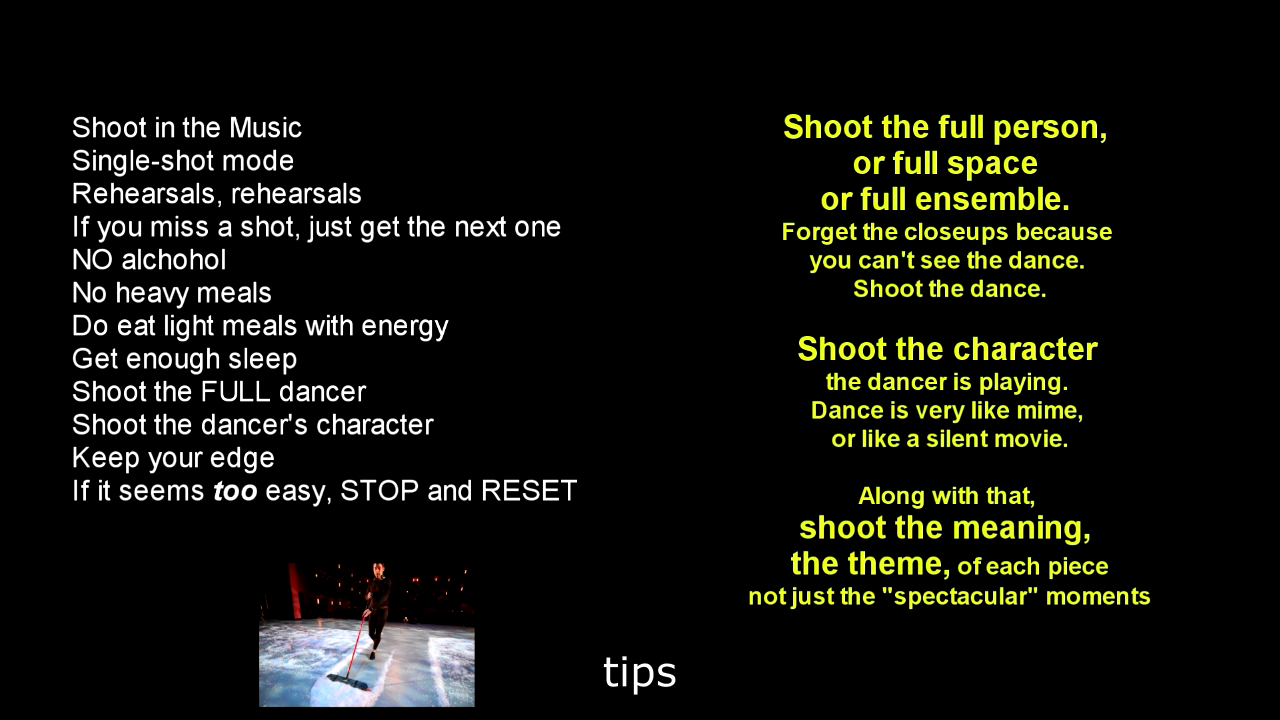 Shoot in the Music
Single-shot mode
Rehearsals, rehearsals
If you miss a shot, just get the next one
NO alchohol
No heavy meals
Do eat light meals with energy
Get enough sleep
Shoot the FULL dancer
Shoot the dancer's character
Keep your edge
If it seems too easy, STOP and RESET
Shoot the full person,
or full space
or full ensemble.
Forget the closeups because
you can't see the dance.
Shoot the dance.
Shoot the character
the dancer is playing.
Dance is very like mime,
or like a silent movie.
Along with that,
shoot the meaning,
the theme, of each piece
not just the "spectacular" moments
tips